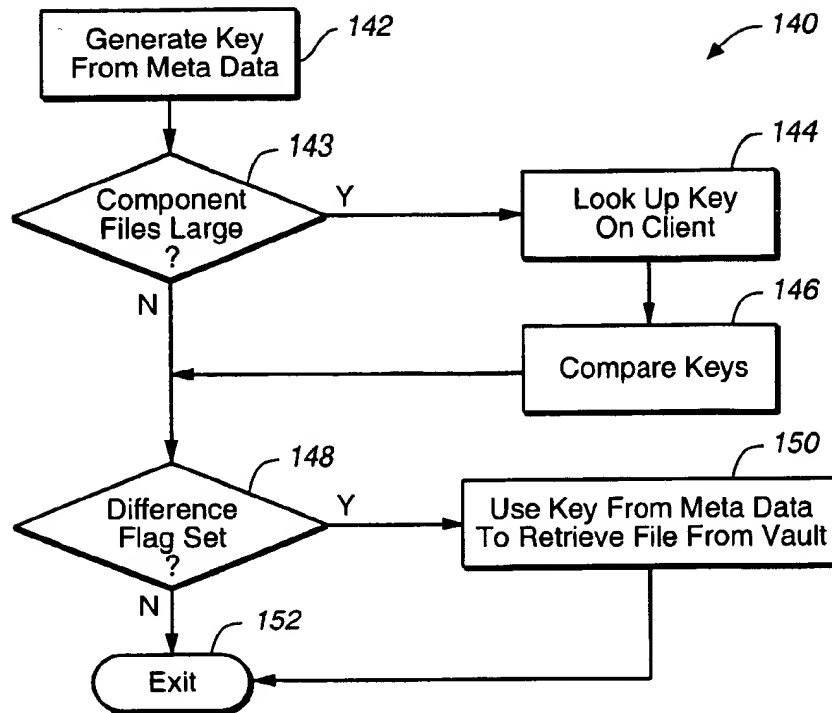 Generate Key
From Meta Data
142
140
143
Component
Files Large
?
Y
N
144
Look Up Key
On Client
146
Compare Keys
148
Difference
Flag Set
?
Y
N
150
Use Key From Meta Data
To Retrieve File From Vault
152
Exit